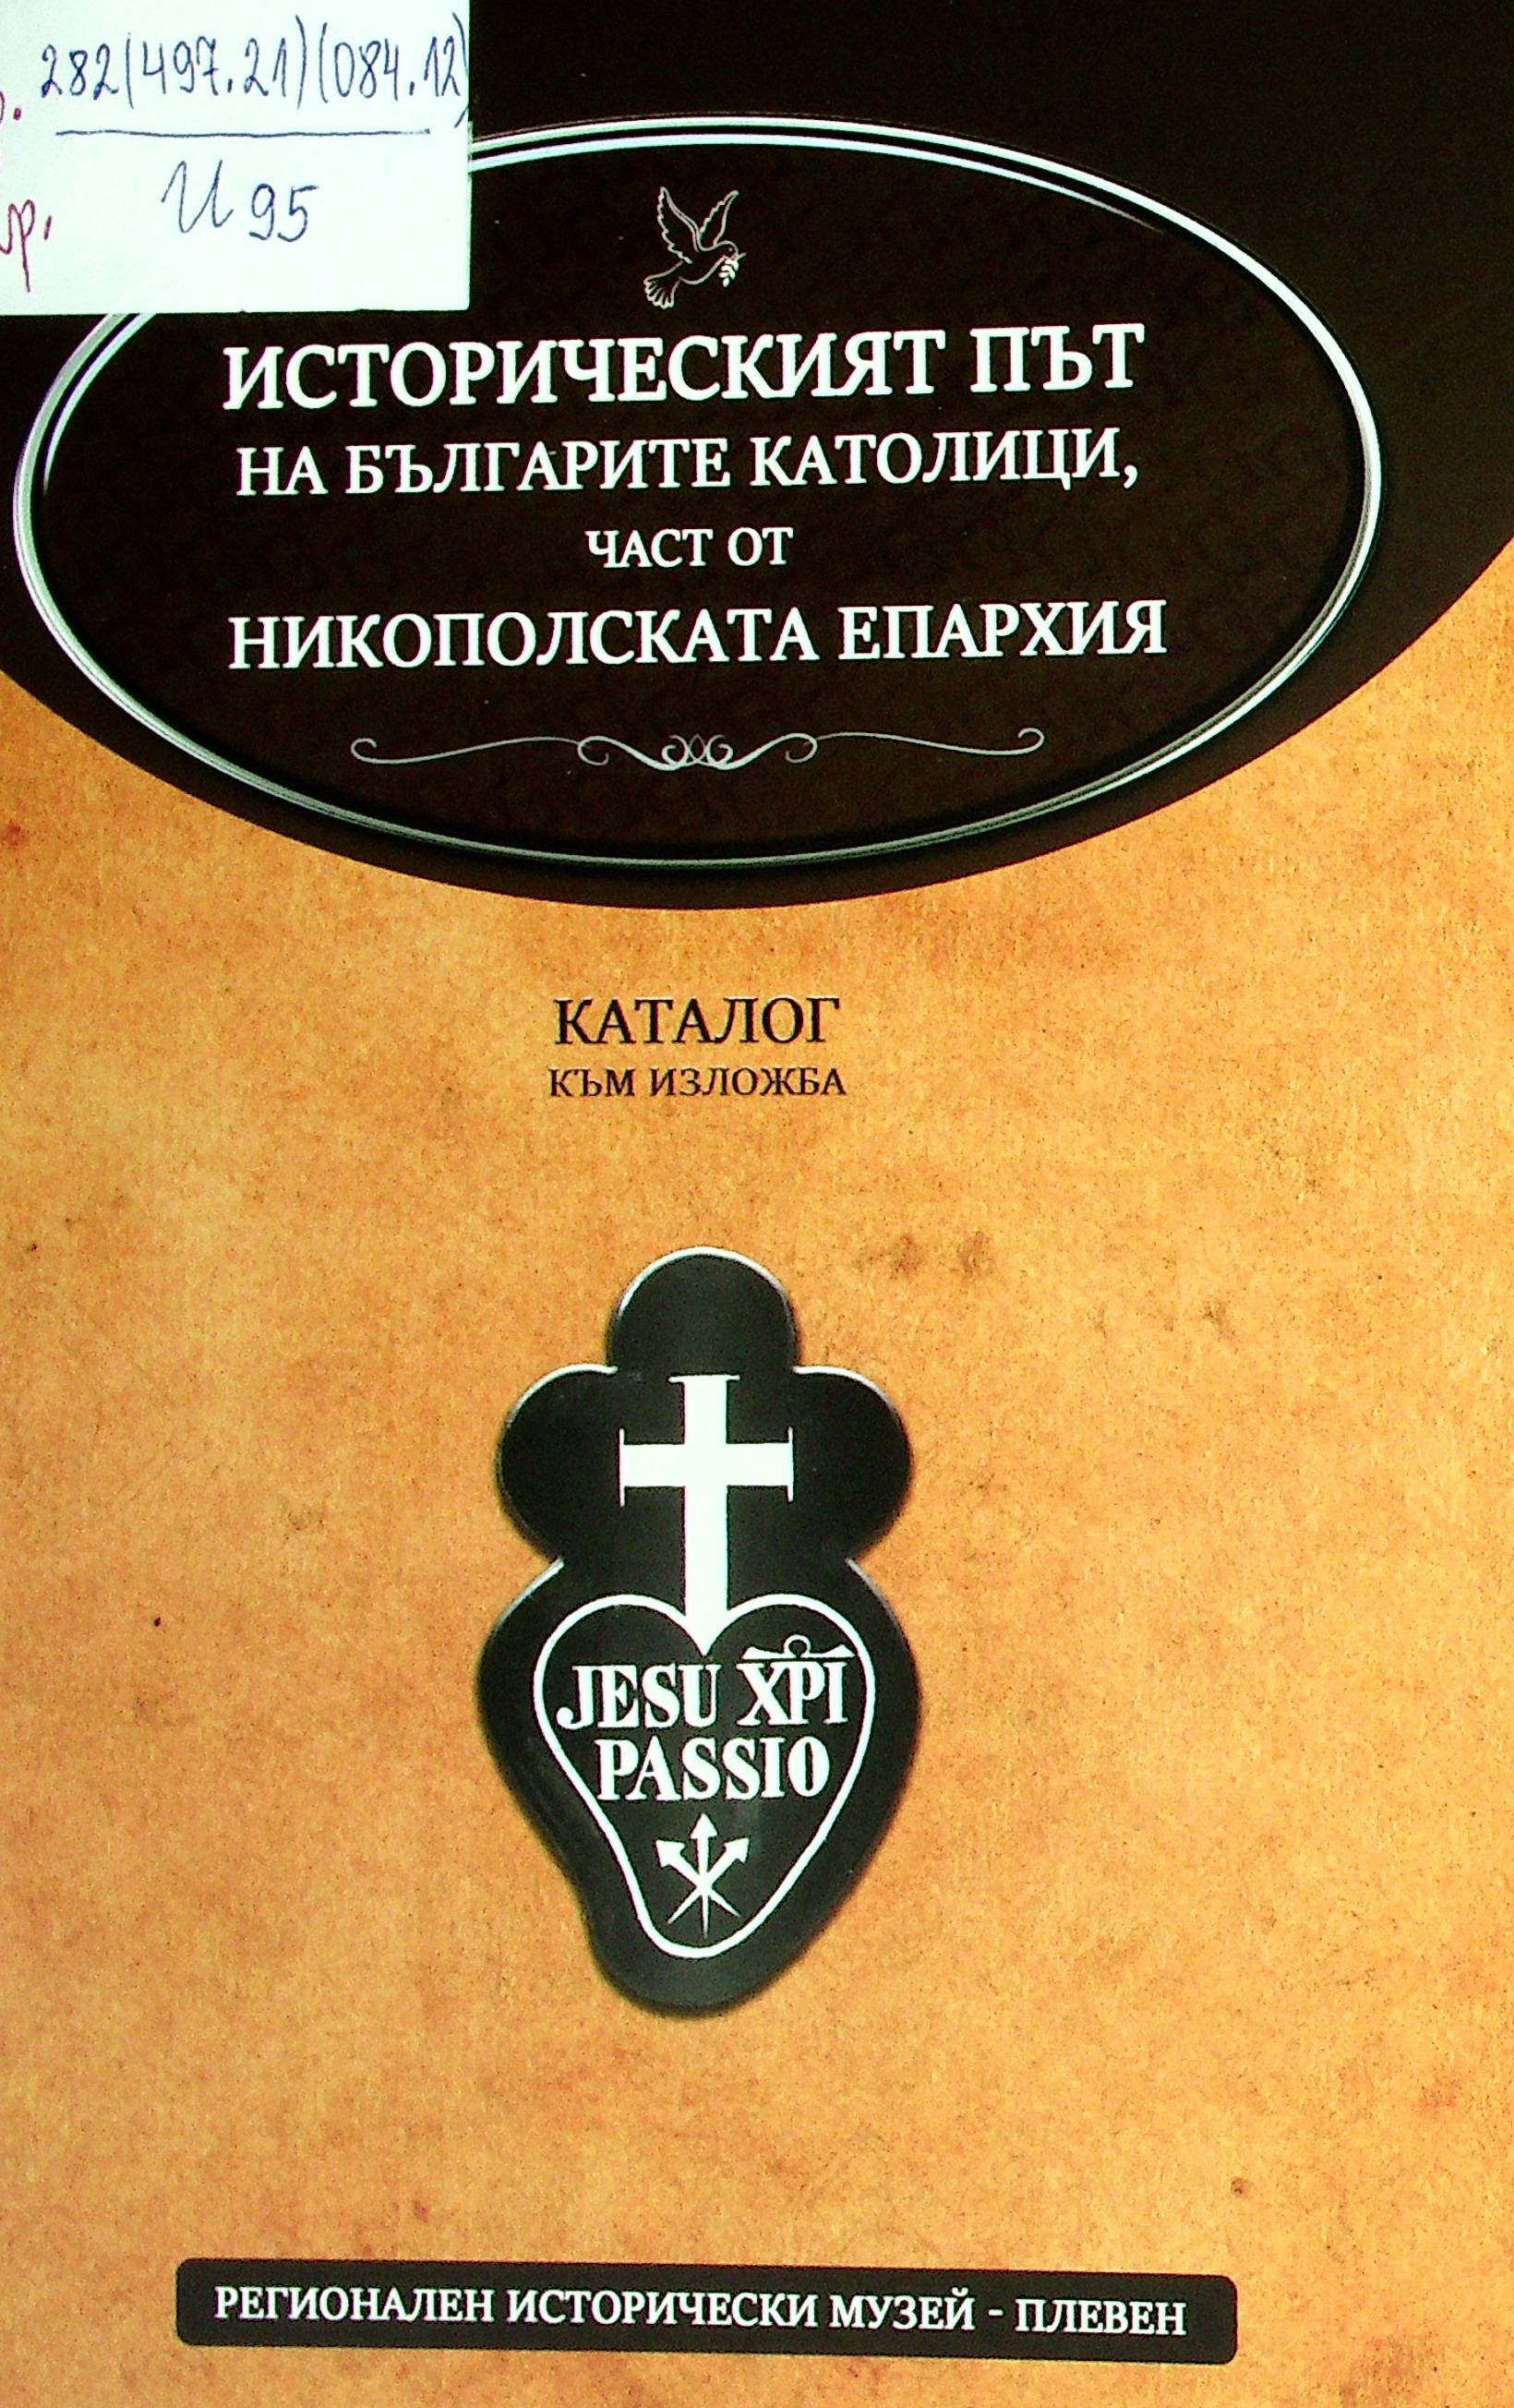 282(497.21)(084.12)
И 95
ИСТОРИЧЕСКИЯТ ПЪТ
НА БЪЛГАРИТЕ КАТОЛИЦИ,
ЧАСТ ОТ
НИКОПОЛСКАТА ЕПАРХИЯ
КАТАЛОГ
КЪМ ИЗЛОЖБА
JESU XPI
PASSIO
РЕГИОНАЛЕН ИСТОРИЧЕСКИ МУЗЕЙ - ПЛЕВЕН